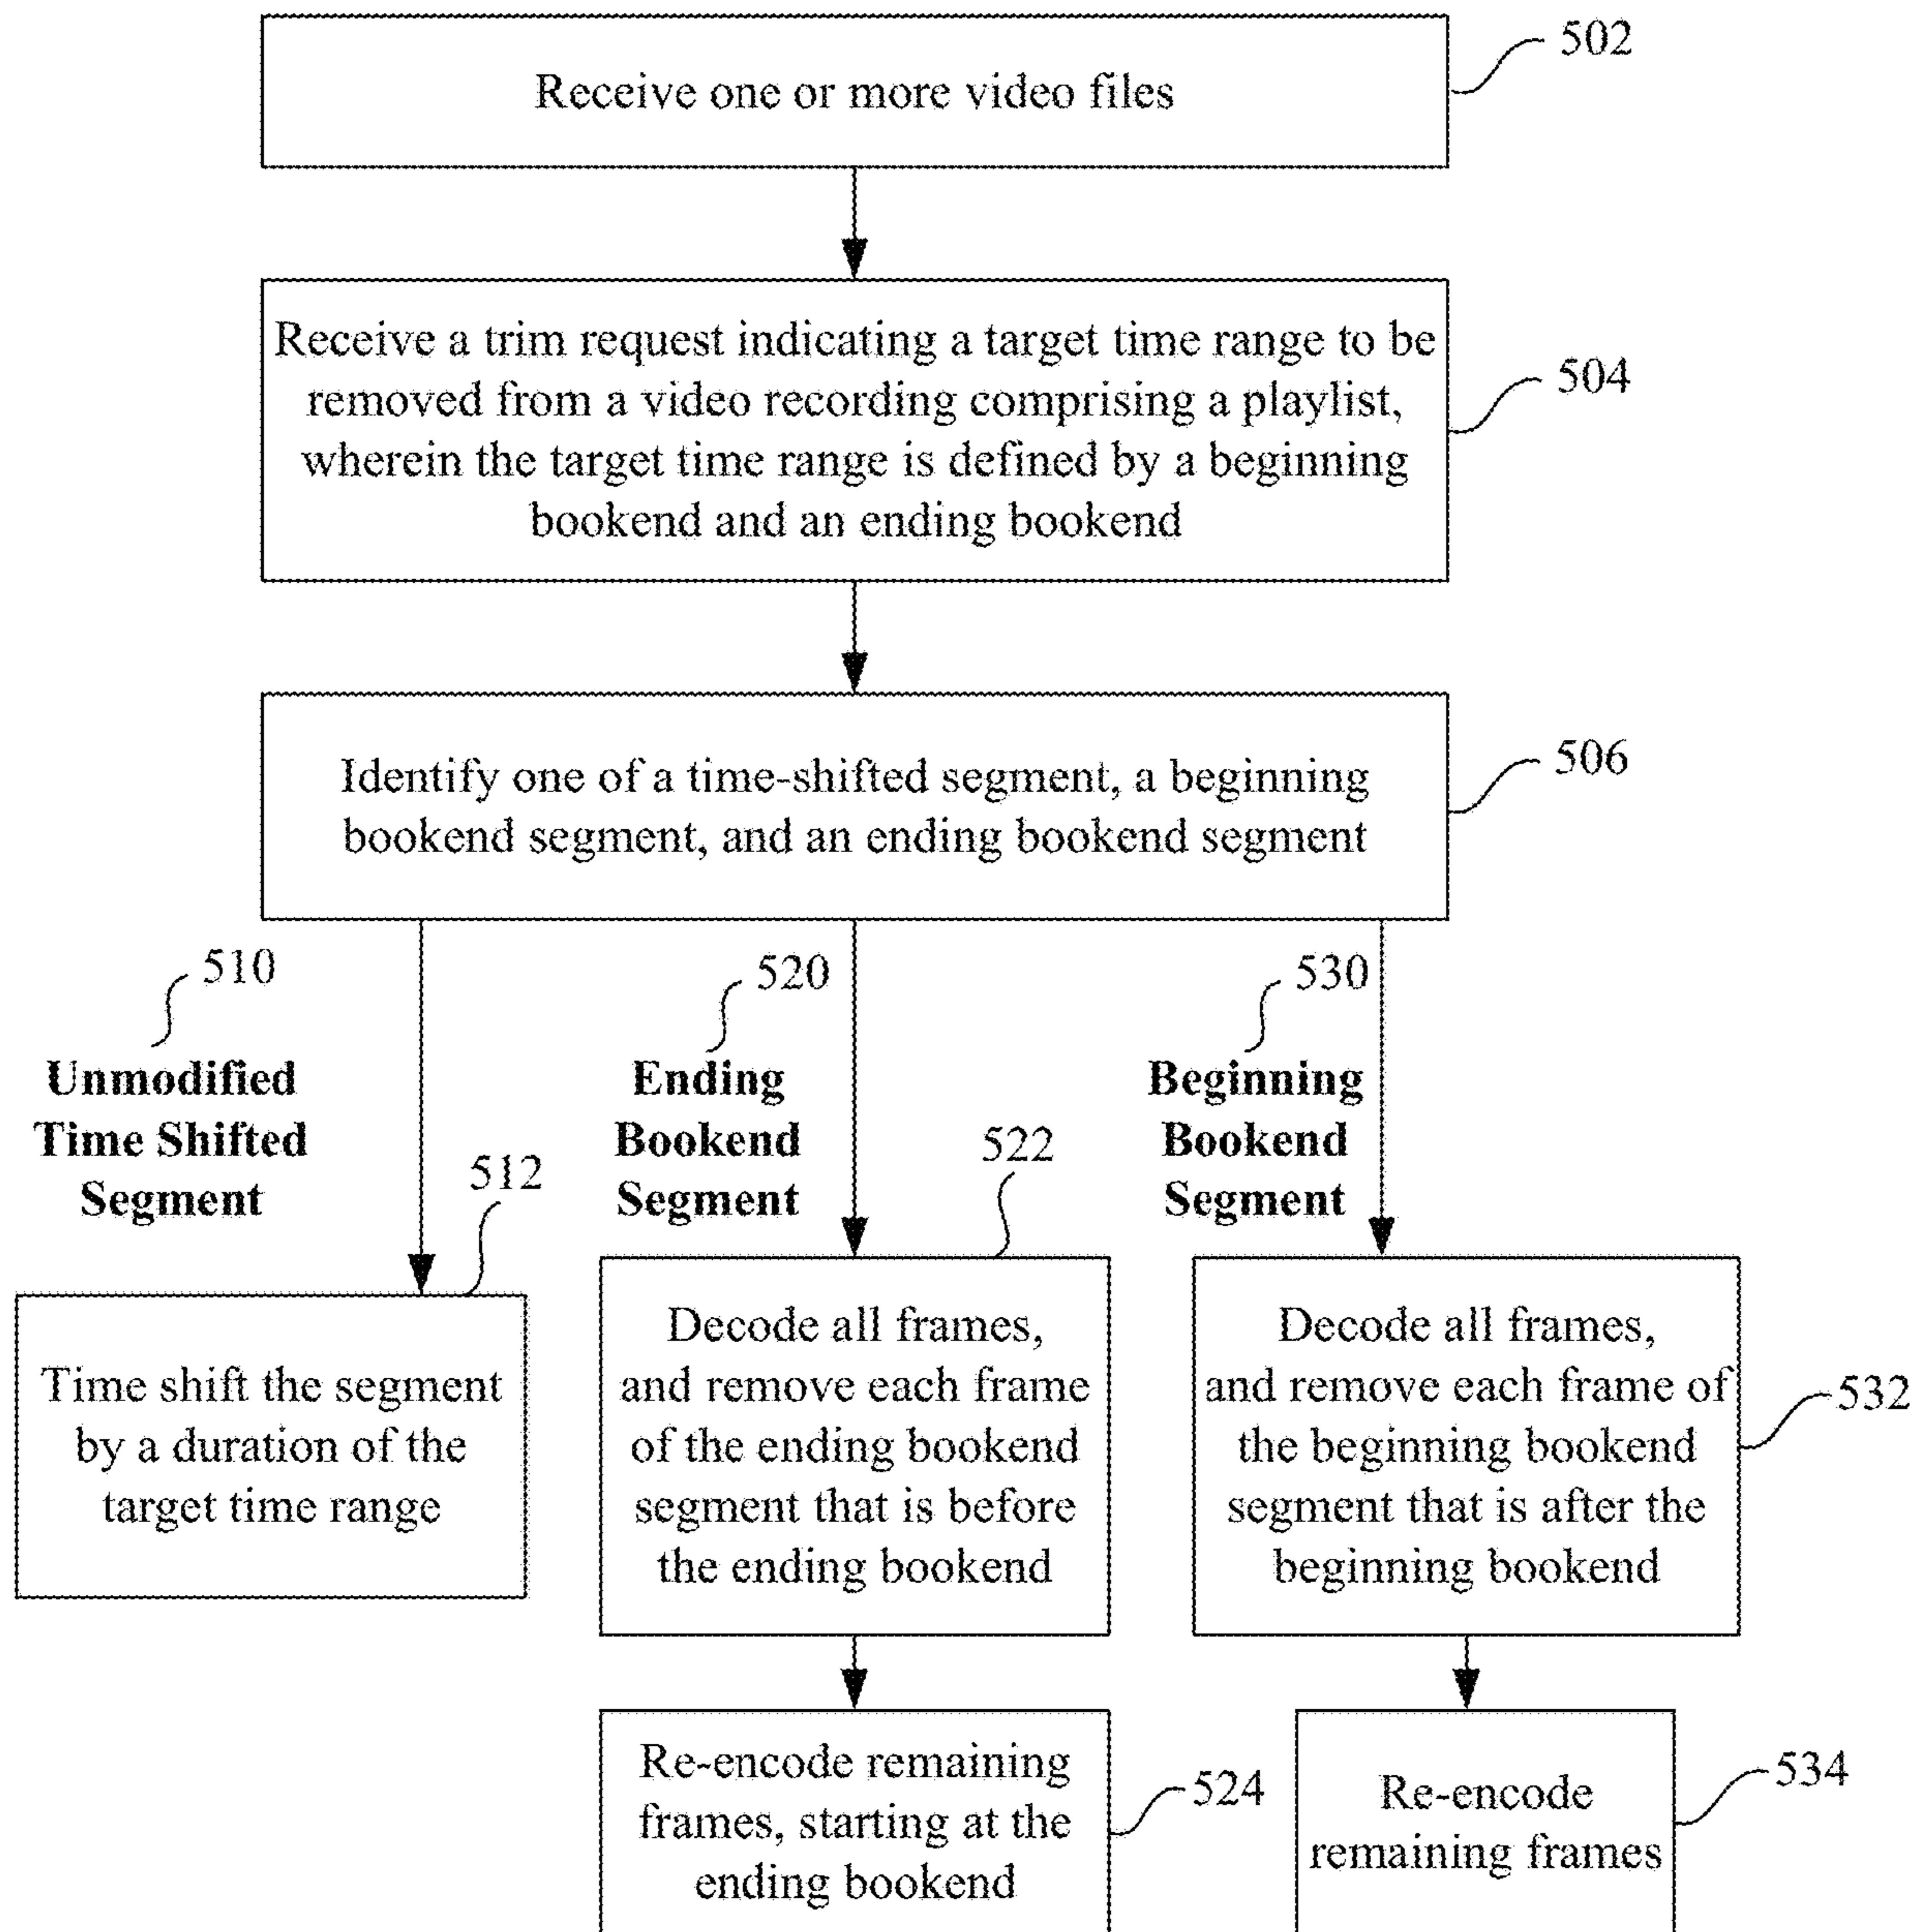 502
Receive one or more video files
Receive a trim request indicating a target time range to be
removed from a video recording comprising a playlist,
wherein the target time range is defined by a beginning
bookend and an ending bookend
504
Identify one of a time-shifted segment, a beginning
bookend segment, and an ending bookend segment
506
510
Unmodified
Time Shifted
Segment
512
Time shift the segment
by a duration of the
target time range
520
Ending
Bookend
Segment
522
Decode all frames,
and remove each frame
of the ending bookend
segment that is before
the ending bookend
Re-encode remaining
frames, starting at the
ending bookend
524
530
Beginning
Bookend
Segment
Decode all frames,
and remove each frame of
the beginning bookend
segment that is after the
beginning bookend
532
Re-encode
remaining frames
534